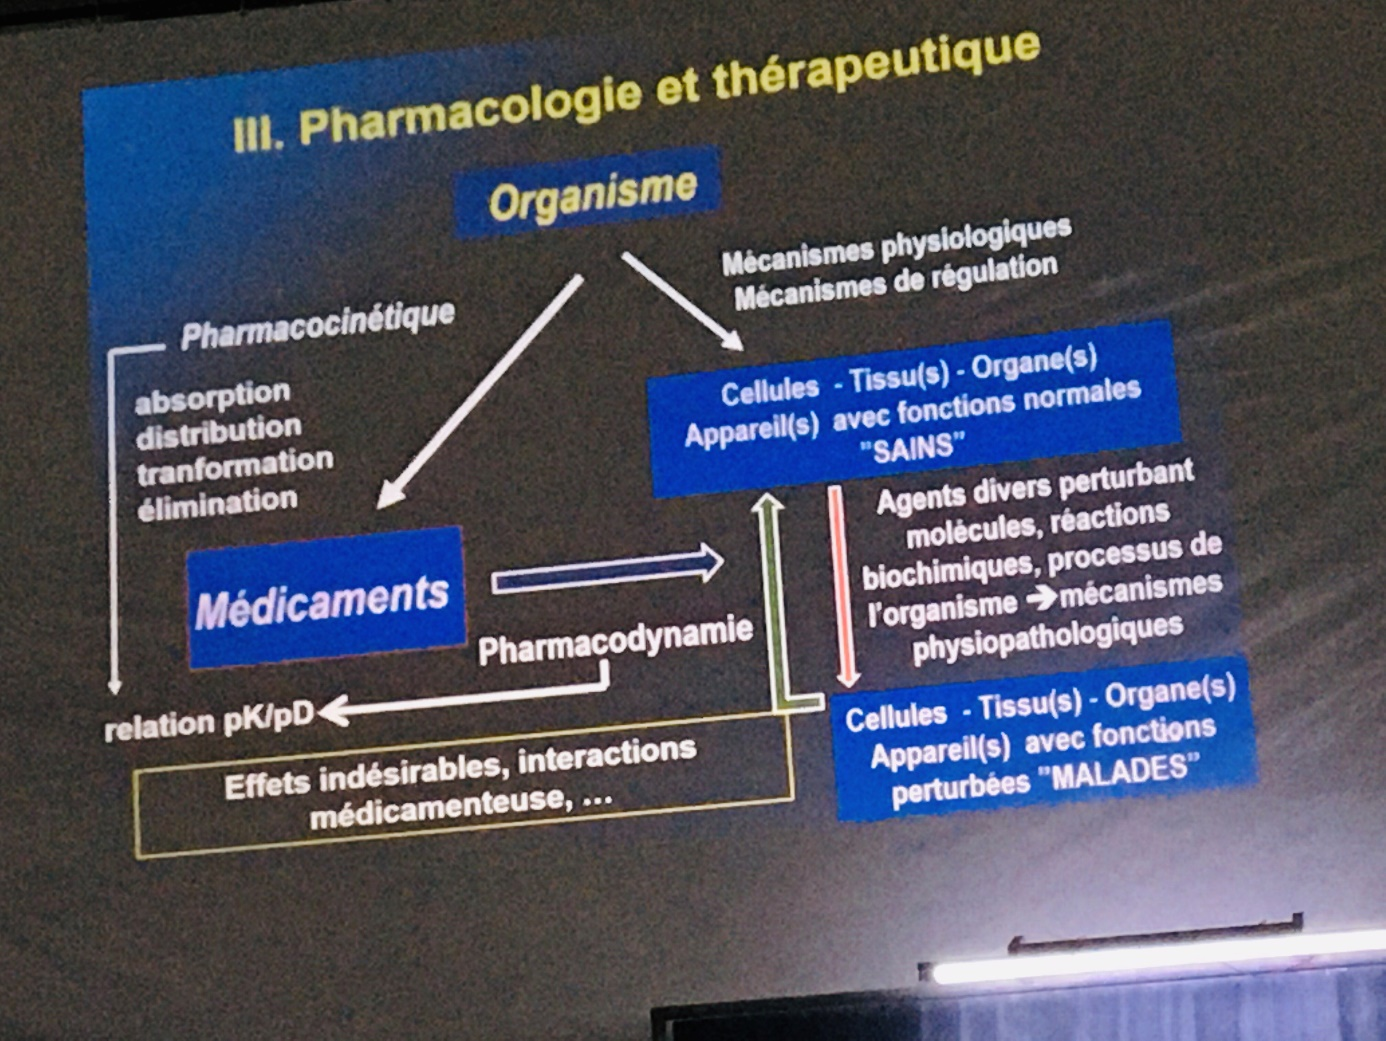 III. Pharmacologie et thérapeutique
Organisme
Mécanismes physiologiques
Mécanismes de régulation
Pharmacocinétique
absorption
distribution
tranformation
élimination
Cellules - Tissu(s) - Organe(s)
Appareil(s) avec fonctions normales
"SAINS"
Agents divers perturbant
molécules, réactions
biochimiques, processus de
l'organisme ➔ mécanismes
physiopathologiques
Médicaments
Pharmacodynamie
relation pK/pD
Effets indésirables, interactions
médicamenteuse, ...
Cellules - Tissu(s) - Organe(s)
Appareil(s) avec fonctions
perturbées "MALADES"